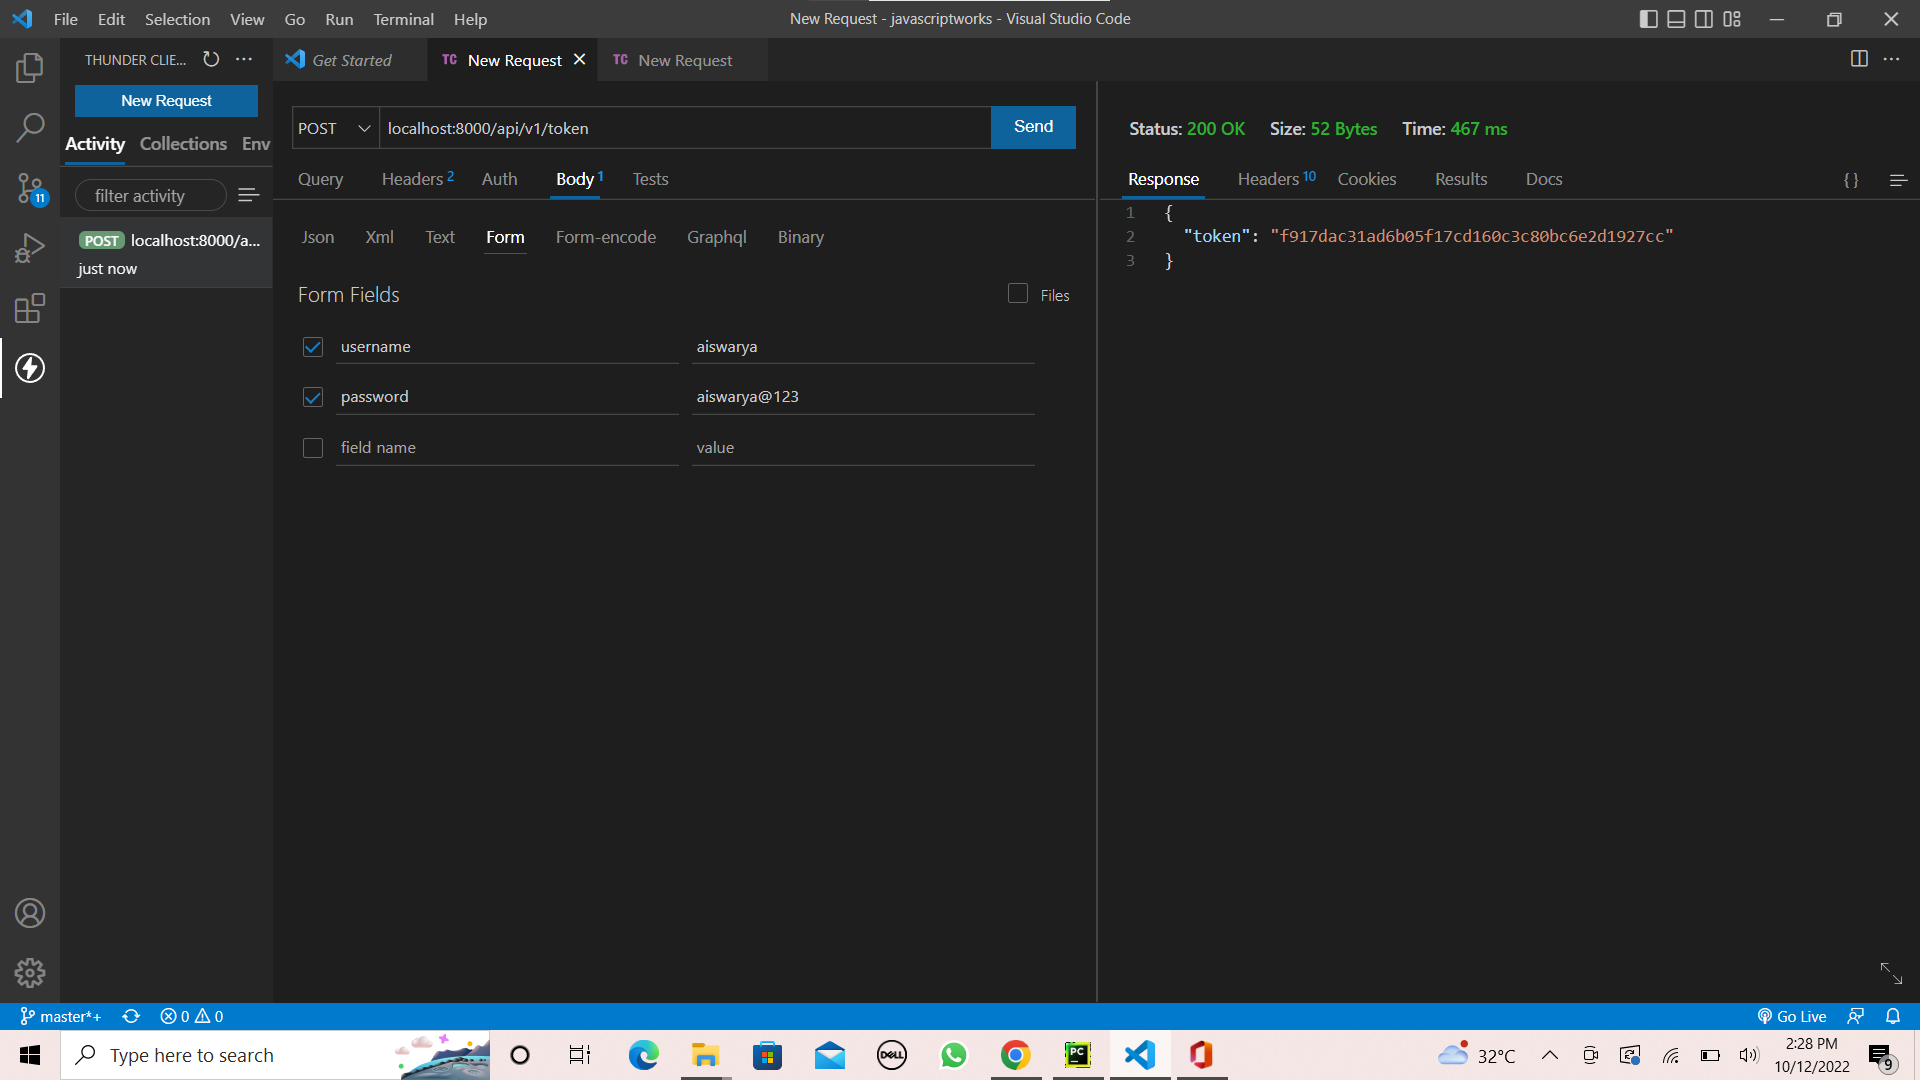 File Edit Selection View Go Run Terminal Help
New Request - javascriptworks - Visual Studio Code
THUNDER CLIE...
New Request
Activity Collections Env
filter activity
POST localhost:8000/a...
just now
Get Started
TC New Request
TC New Request
POST localhost:8000/api/v1/token Send
Query Headers 2 Auth Body 1 Tests
Json Xml Text Form Form-encode Graphql Binary
Form Fields Files
username aiswarya
password aiswarya@123
field name value
Status: 200 OK Size: 52 Bytes Time: 467 ms
Response Headers 10 Cookies Results Docs { }
1 {
2 "token": "f917dac31ad6b05f17cd160c3c80bc6e2d1927cc"
3 }
11
master*+ 0 0 Go Live
Type here to search
DELL
PC
32°C
2:28 PM
10/12/2022
9